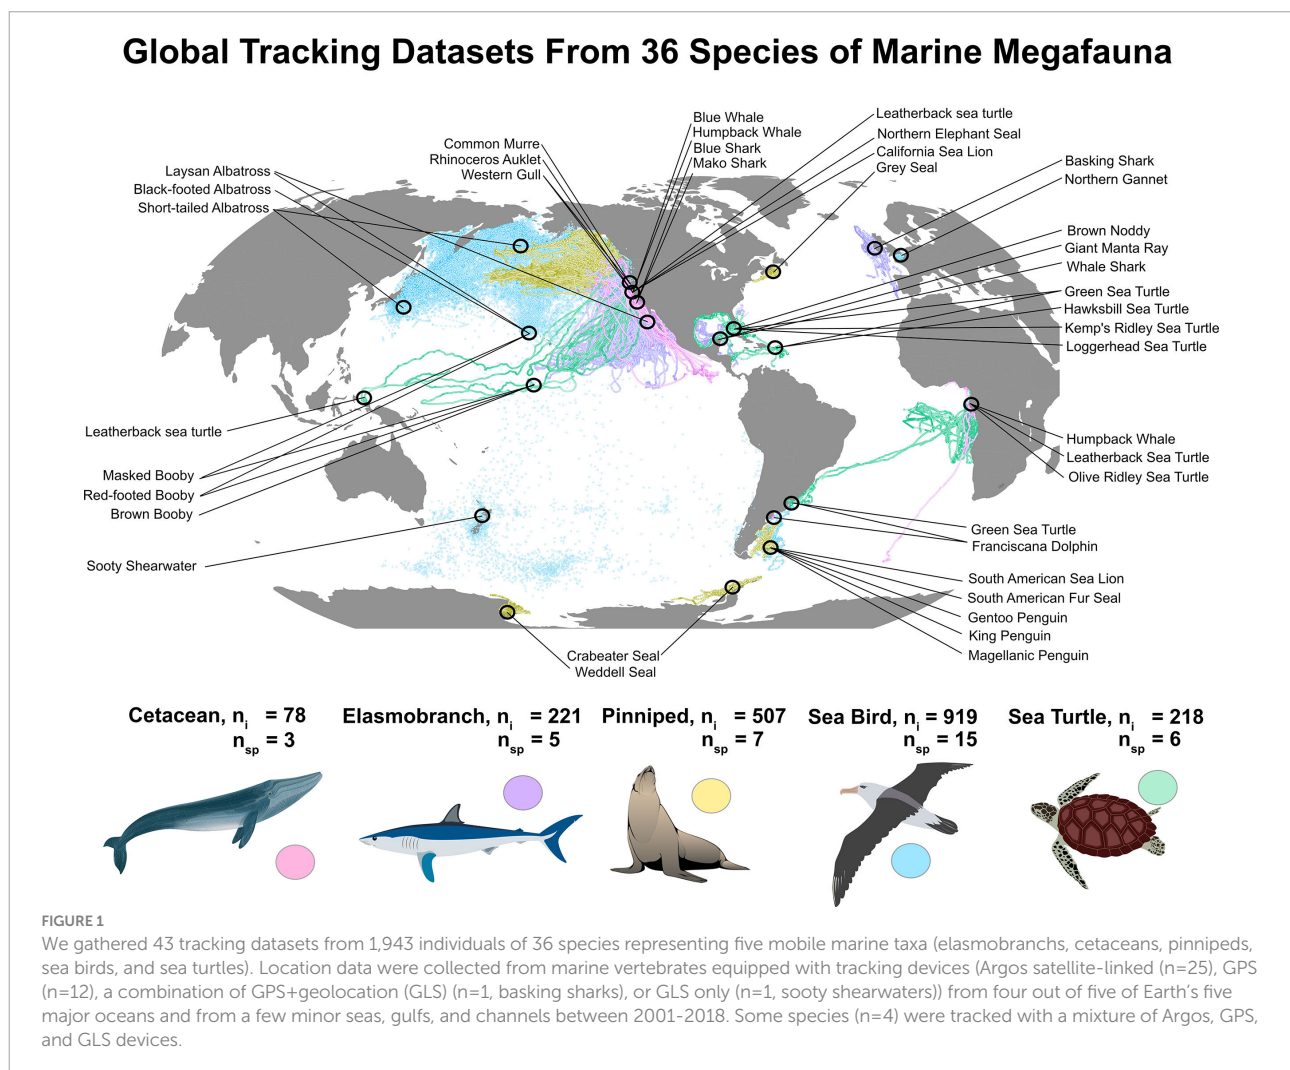 Global Tracking Datasets From 36 Species of Marine Megafauna
Laysan Albatross
Black-footed Albatross
Short-tailed Albatross
Common Murre
Rhinoceros Auklet
Western Gull
Blue Whale
Humpback Whale
Blue Shark
Mako Shark
Leatherback sea turtle
Northern Elephant Seal
California Sea Lion
Grey Seal
Basking Shark
Northern Gannet
Brown Noddy
Giant Manta Ray
Whale Shark
Green Sea Turtle
Hawksbill Sea Turtle
Kemp's Ridley Sea Turtle
Loggerhead Sea Turtle
Leatherback sea turtle
Masked Booby
Red-footed Booby
Brown Booby
Sooty Shearwater
Humpback Whale
Leatherback Sea Turtle
Olive Ridley Sea Turtle
Green Sea Turtle
Franciscana Dolphin
South American Sea Lion
South American Fur Seal
Gentoo Penguin
King Penguin
Magellanic Penguin
Crabeater Seal
Weddell Seal
Cetacean, ni = 78
nsp = 3
Elasmobranch, ni = 221
nsp = 5
Pinniped, ni = 507
nsp = 7
Sea Bird, ni = 919
nsp = 15
Sea Turtle, ni = 218
nsp = 6
FIGURE 1
We gathered 43 tracking datasets from 1,943 individuals of 36 species representing five mobile marine taxa (elasmobranchs, cetaceans, pinnipeds,
sea birds, and sea turtles). Location data were collected from marine vertebrates equipped with tracking devices (Argos satellite-linked (n=25), GPS
(n=12), a combination of GPS+geolocation (GLS) (n=1, basking sharks), or GLS only (n=1, sooty shearwaters)) from four out of five of Earth's five
major oceans and from a few minor seas, gulfs, and channels between 2001-2018. Some species (n=4) were tracked with a mixture of Argos, GPS,
and GLS devices.